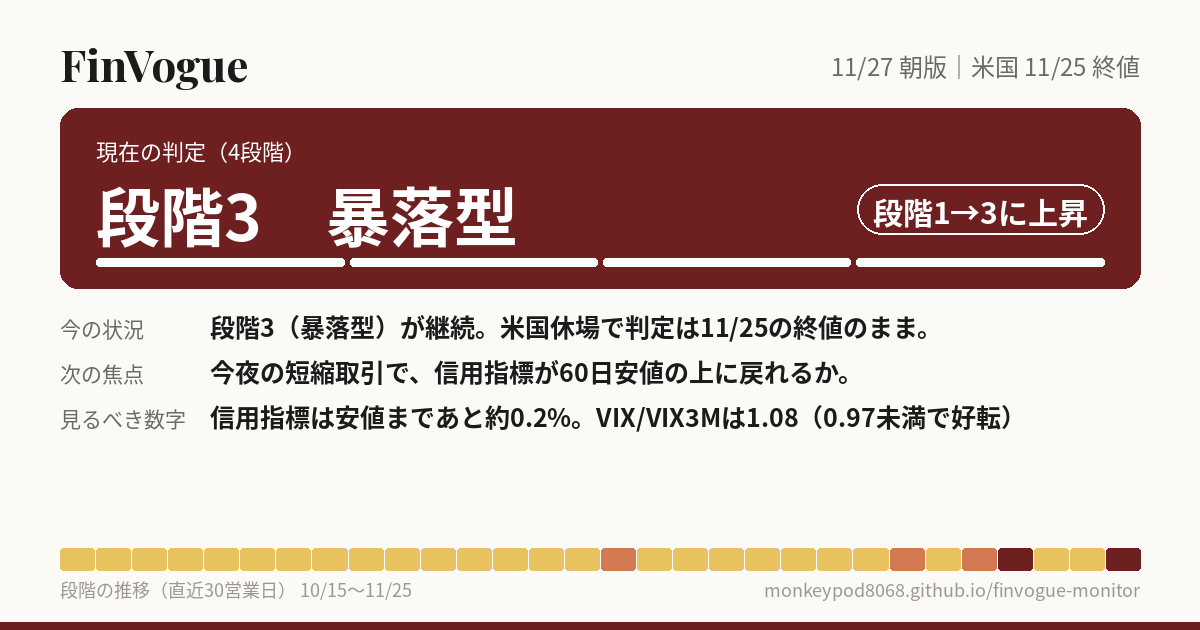 FinVogue
11/27 朝版｜米国 11/25 終値
現在の判定（4段階）
段階3　暴落型
段階1→3に上昇
今の状況　段階3（暴落型）が継続。米国休場で判定は11/25の終値のまま。
次の焦点　今夜の短縮取引で、信用指標が60日安値の上に戻れるか。
見るべき数字　信用指標は安値まであと約0.2%。VIX/VIX3Mは1.08（0.97未満で好転）
段階の推移（直近30営業日） 10/15〜11/25
monkeypod8068.github.io/finvogue-monitor